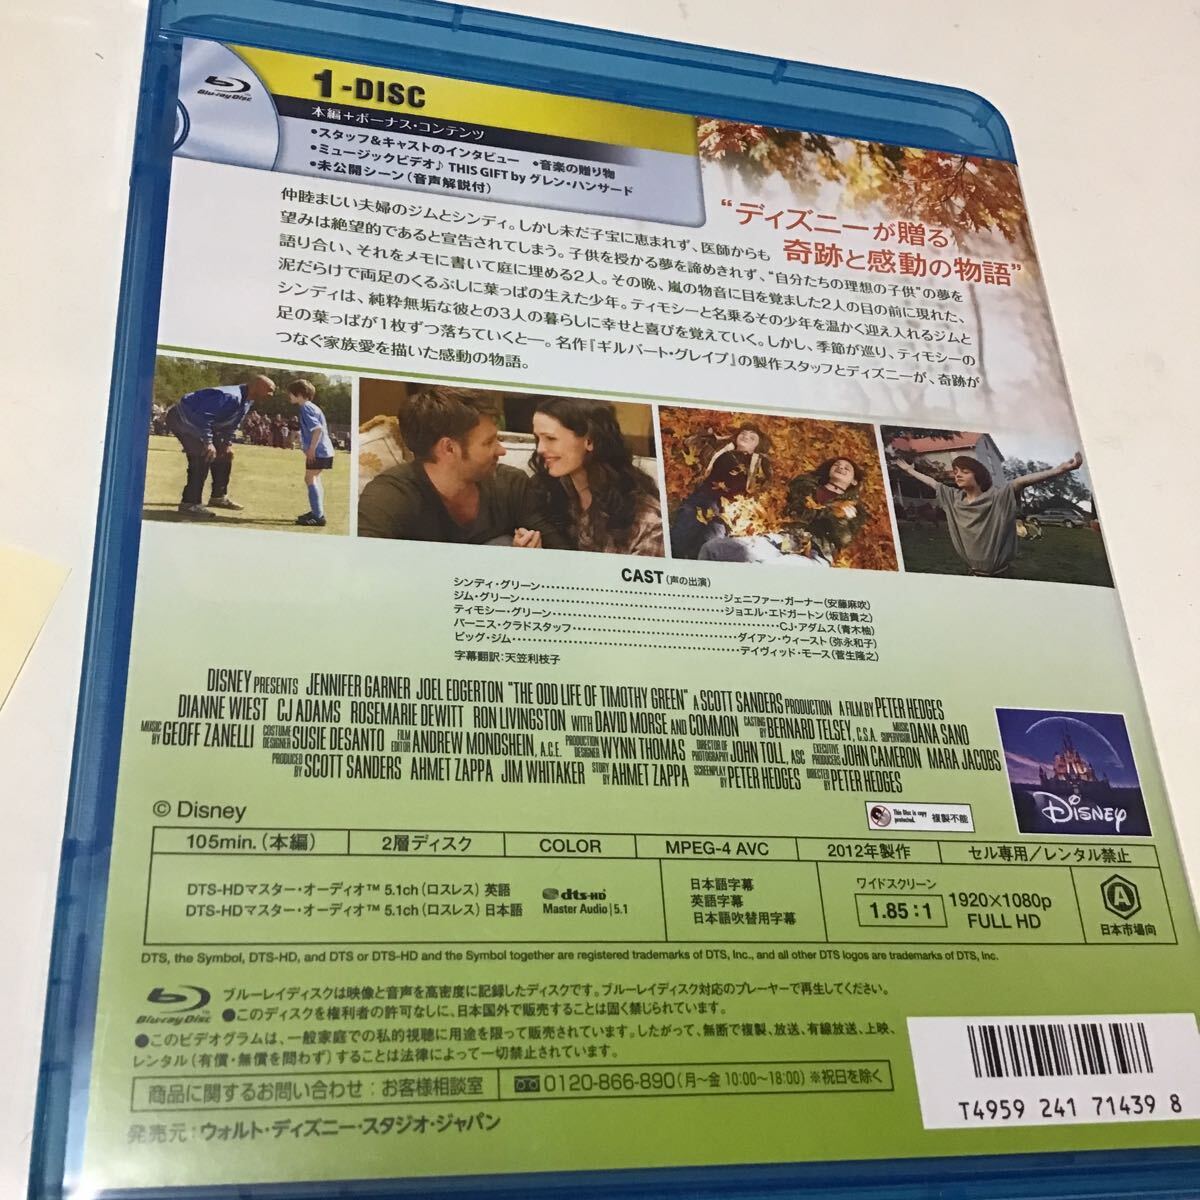 Blu-ray Disc
1-DISC
本編＋ボーナス・コンテンツ
•スタッフ&キャストのインタビュー •音楽の贈り物
•ミュージックビデオ♪ THIS GIFT by グレン・ハンサード
•未公開シーン(音声解説付)
“ディズニーが贈る
奇跡と感動の物語”
仲睦まじい夫婦のジムとシンディ。しかし未だ子宝に恵まれず、医師からも
望みは絶望的であると宣告されてしまう。子供を授かる夢を諦めきれず、“自分たちの理想の子供”の夢を
語り合い、それをメモに書いて庭に埋める2人。その晩、嵐の物音に目を覚ました2人の目の前に現れた、
泥だらけで両足のくるぶしに葉っぱの生えた少年。ティモシーと名乗るその少年を温かく迎え入れるジムと
シンディは、純粋無垢な彼との3人の暮らしに幸せと喜びを覚えていく。しかし、季節が巡り、ティモシーの
足の葉っぱが1枚ずつ落ちていくと―。名作『ギルバート・グレイプ』の製作スタッフとディズニーが、奇跡が
つなぐ家族愛を描いた感動の物語。
CAST(声の出演)
シンディ・グリーン……………………………ジェニファー・ガーナー(安藤麻吹)
ジム・グリーン……………………………ジョエル・エドガートン(坂詰貴之)
ティモシー・グリーン……………………………CJ・アダムス(青木柚)
バーニス・クラドスタッフ……………………………ダイアン・ウィースト(弥永和子)
ビッグ・ジム……………………………デイヴィッド・モース(菅生隆之)
字幕翻訳：天笠利枝子
DISNEY PRESENTS JENNIFER GARNER JOEL EDGERTON "THE ODD LIFE OF TIMOTHY GREEN" A SCOTT SANDERS PRODUCTION A FILM BY PETER HEDGES
DIANNE WIEST CJ ADAMS ROSEMARIE DEWITT RON LIVINGSTON WITH DAVID MORSE AND COMMON CASTING BY BERNARD TELSEY, C.S.A. MUSIC SUPERVISOR DANA SANO
MUSIC BY GEOFF ZANELLI COSTUME DESIGNER SUSIE DESANTO FILM EDITOR ANDREW MONDSHEIN, A.C.E. PRODUCTION DESIGNER WYNN THOMAS DIRECTOR OF PHOTOGRAPHY JOHN TOLL, ASC EXECUTIVE PRODUCERS JOHN CAMERON MARA JACOBS
PRODUCED BY SCOTT SANDERS AHMET ZAPPA JIM WHITAKER STORY BY AHMET ZAPPA SCREENPLAY BY PETER HEDGES DIRECTED BY PETER HEDGES
© Disney
This Disc is copy protected. 複製不能
Disney
105min.(本編) 2層ディスク COLOR MPEG-4 AVC 2012年製作 セル専用/レンタル禁止
DTS-HDマスター・オーディオ™ 5.1ch(ロスレス)英語
DTS-HDマスター・オーディオ™ 5.1ch(ロスレス)日本語
dts-HD
Master Audio | 5.1
日本語字幕
英語字幕
日本語吹替用字幕
ワイドスクリーン
1.85：1
1920×1080p
FULL HD
A
日本市場向
DTS, the Symbol, DTS-HD, and DTS or DTS-HD and the Symbol together are registered trademarks of DTS, Inc., and all other DTS logos are trademarks of DTS, Inc.
Blu-ray Disc
ブルーレイディスクは映像と音声を高密度に記録したディスクです。ブルーレイディスク対応のプレーヤーで再生してください。
●このディスクを権利者の許可なしに、日本国外で販売することは固く禁じられています。
●このビデオグラムは、一般家庭での私的視聴に用途を限って販売されています。したがって、無断で複製、放送、有線放送、上映、
レンタル(有償・無償を問わず)することは法律によって一切禁止されています。
商品に関するお問い合わせ：お客様相談室 0120-866-890(月～金 10:00～18:00)※祝日を除く
発売元：ウォルト・ディズニー・スタジオ・ジャパン
T4959 241 71439 8